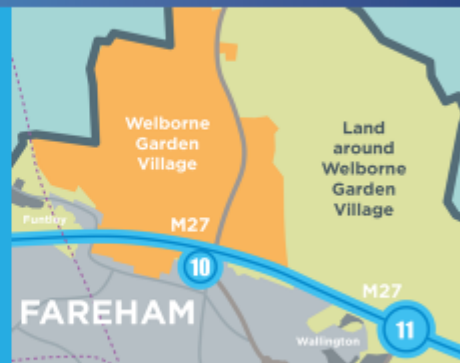 Welborne
Garden
Village
Land
around
Welborne
Garden
Village
Funtley
M27
10
M27
FAREHAM
11
Wallington